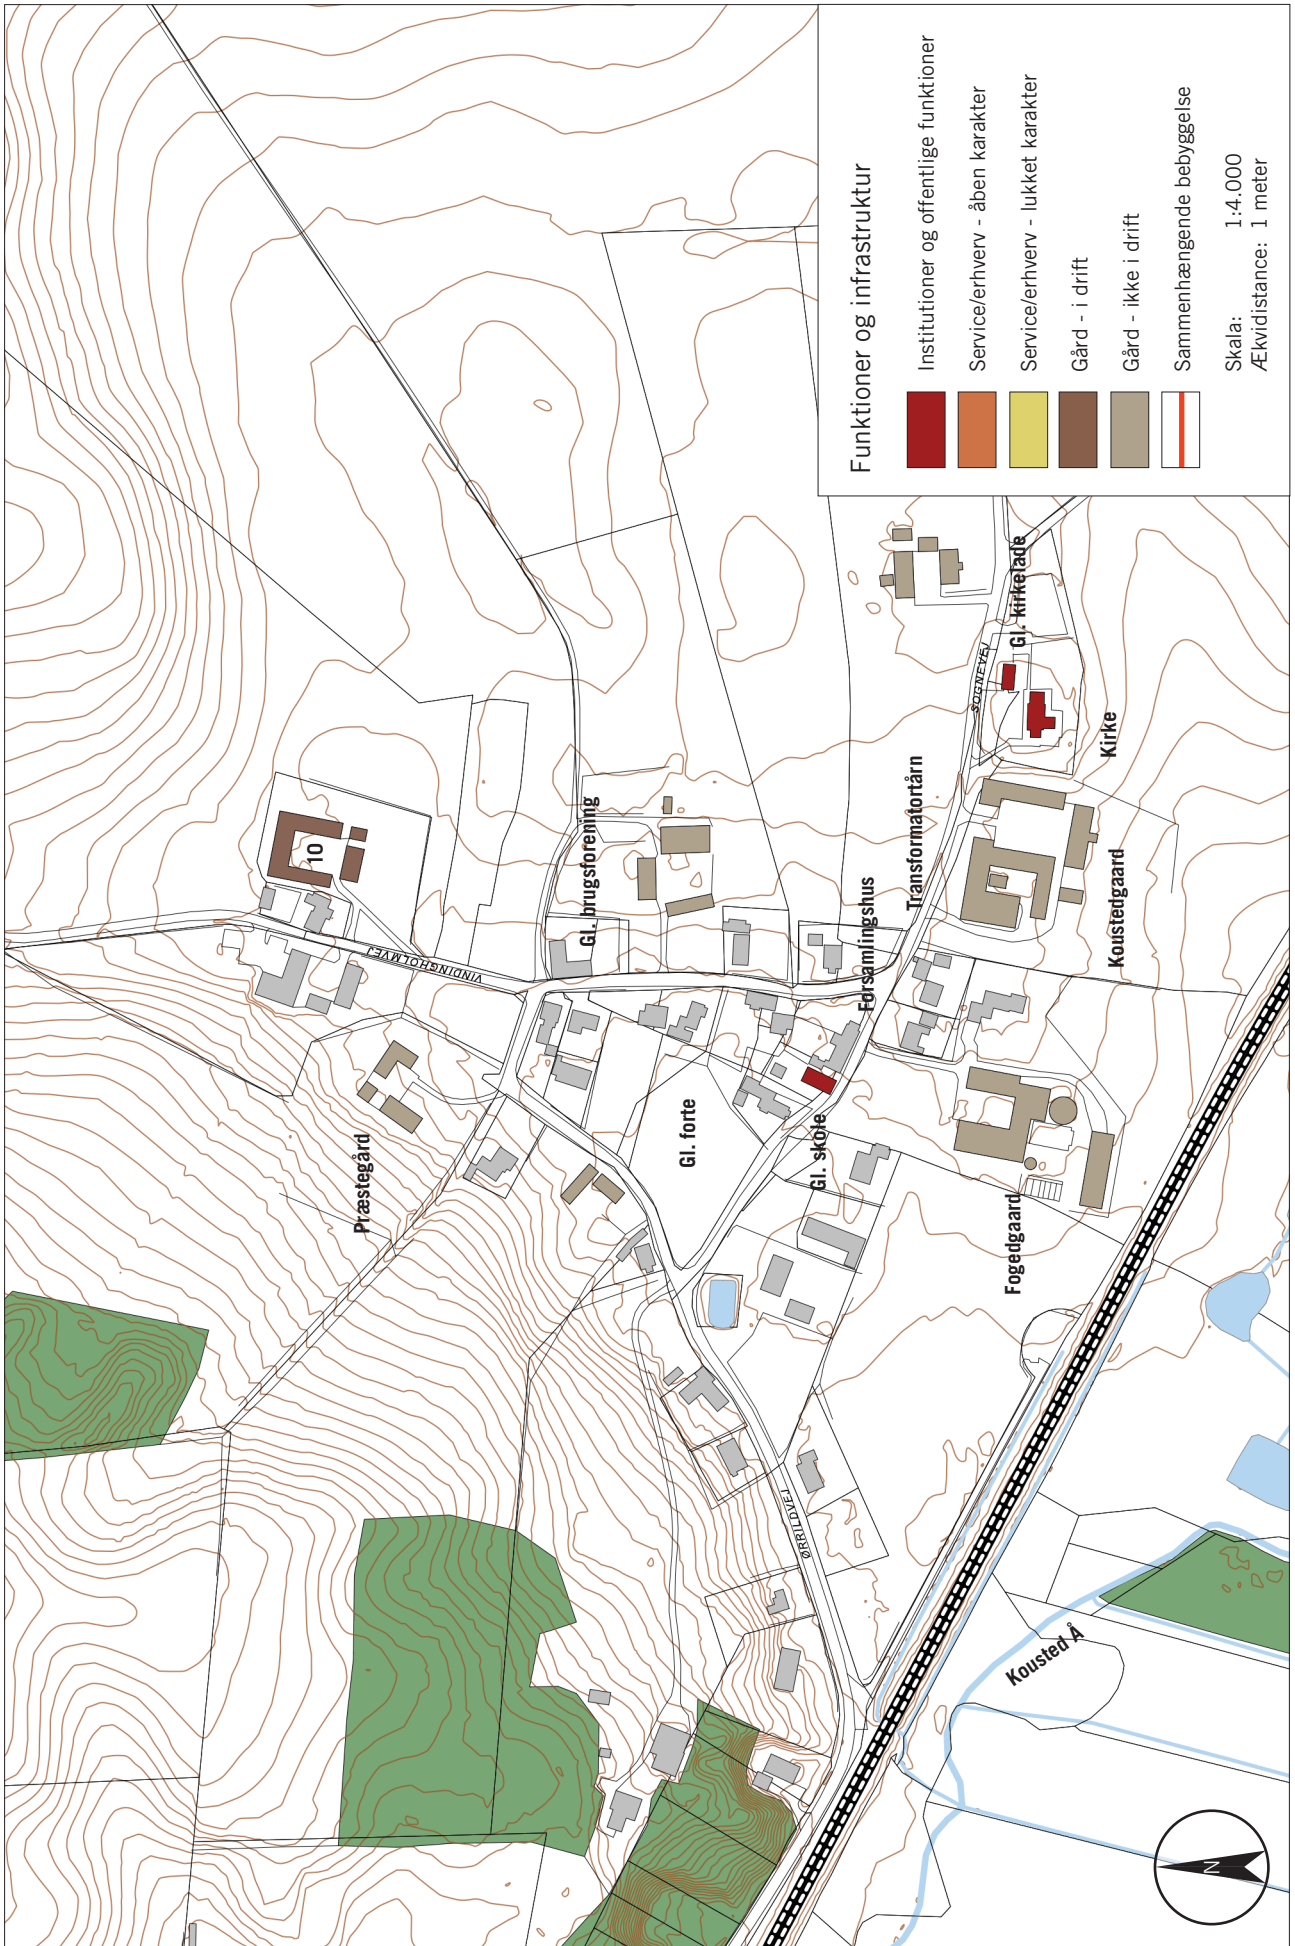 Funktioner og infrastruktur
Institutioner og offentlige funktioner
Service/erhverv - åben karakter
Service/erhverv - lukket karakter
Gård - i drift
Gård - ikke i drift
Sammenhængende bebyggelse
Skala: 1:4.000
Ækvidistance: 1 meter
Præstegård
10
VINDINGHOLMVEJ
Gl. brugsforening
Gl. forte
Gl. skole
Forsamlingshus
Transformatortårn
SOGNEVEJ
Gl. kirkelade
Kirke
Koustedgaard
Fogedgaard
ØRRILDVEJ
Kousted Å
N